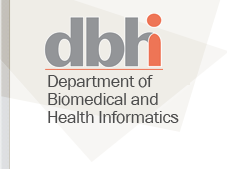 dbhi
Department of
Biomedical and
Health Informatics